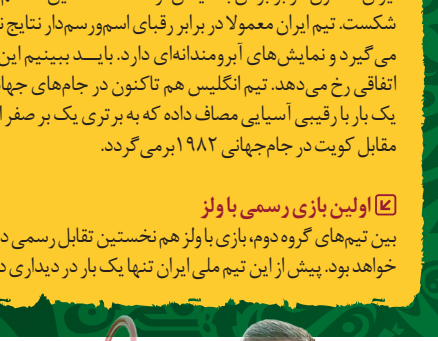 شکست. تیم ایران معمولا در برابر رقبای اسم‌ورسم‌دار نتایج
می‌گیرد و نمایش‌های آبرومندانه‌ای دارد. بایــد ببینیم این
اتفاقی رخ می‌دهد. تیم انگلیس هم تاکنون در جام‌های
یک بار با رقیبی آسیایی مصاف داده که به برتری یک بر صفر
مقابل کویت در جام‌جهانی ۱۹۸۲ برمی‌گردد.
اولین بازی رسمی با ولز
بین تیم‌های گروه دوم، بازی با ولز هم نخستین تقابل رسمی
خواهد بود. پیش از این تیم ملی ایران تنها یک بار در دیداری